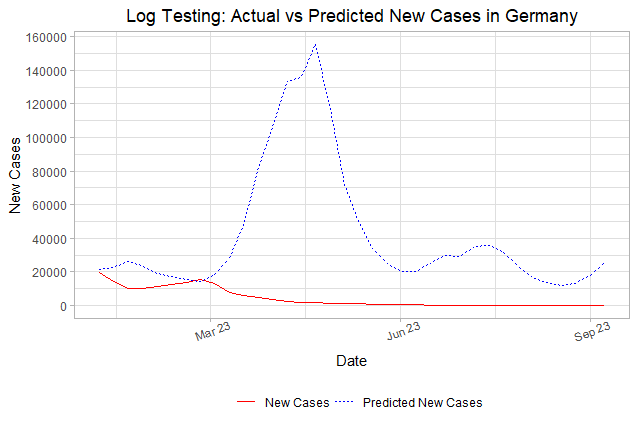 Log Testing: Actual vs Predicted New Cases in Germany
160000
140000
120000
100000
80000
60000
40000
20000
0
New Cases
Mar 23
Jun 23
Sep 23
Date
New Cases
Predicted New Cases